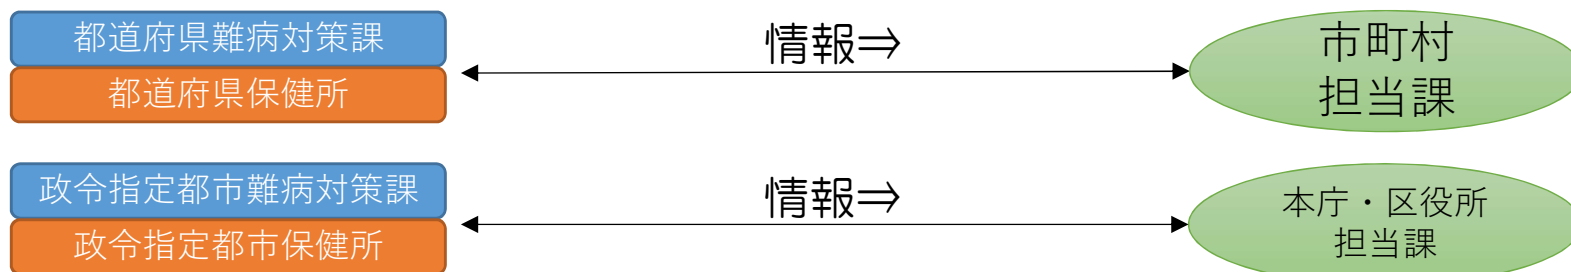 都道府県難病対策課
都道府県保健所
情報⇒
市町村
担当課
政令指定都市難病対策課
政令指定都市保健所
情報⇒
本庁・区役所
担当課